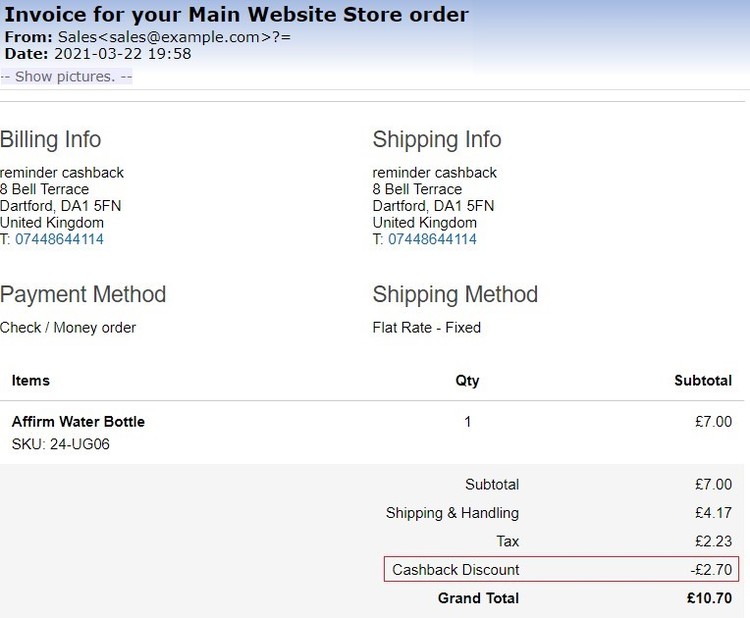 Invoice for your Main Website Store order
From: Sales<sales@example.com>?=
Date: 2021-03-22 19:58
-- Show pictures. --
Billing Info
reminder cashback
8 Bell Terrace
Dartford, DA1 5FN
United Kingdom
T: 07448644114
Shipping Info
reminder cashback
8 Bell Terrace
Dartford, DA1 5FN
United Kingdom
T: 07448644114
Payment Method
Check / Money order
Shipping Method
Flat Rate - Fixed
Items Qty Subtotal
Affirm Water Bottle 1 £7.00
SKU: 24-UG06
Subtotal £7.00
Shipping & Handling £4.17
Tax £2.23
Cashback Discount -£2.70
Grand Total £10.70